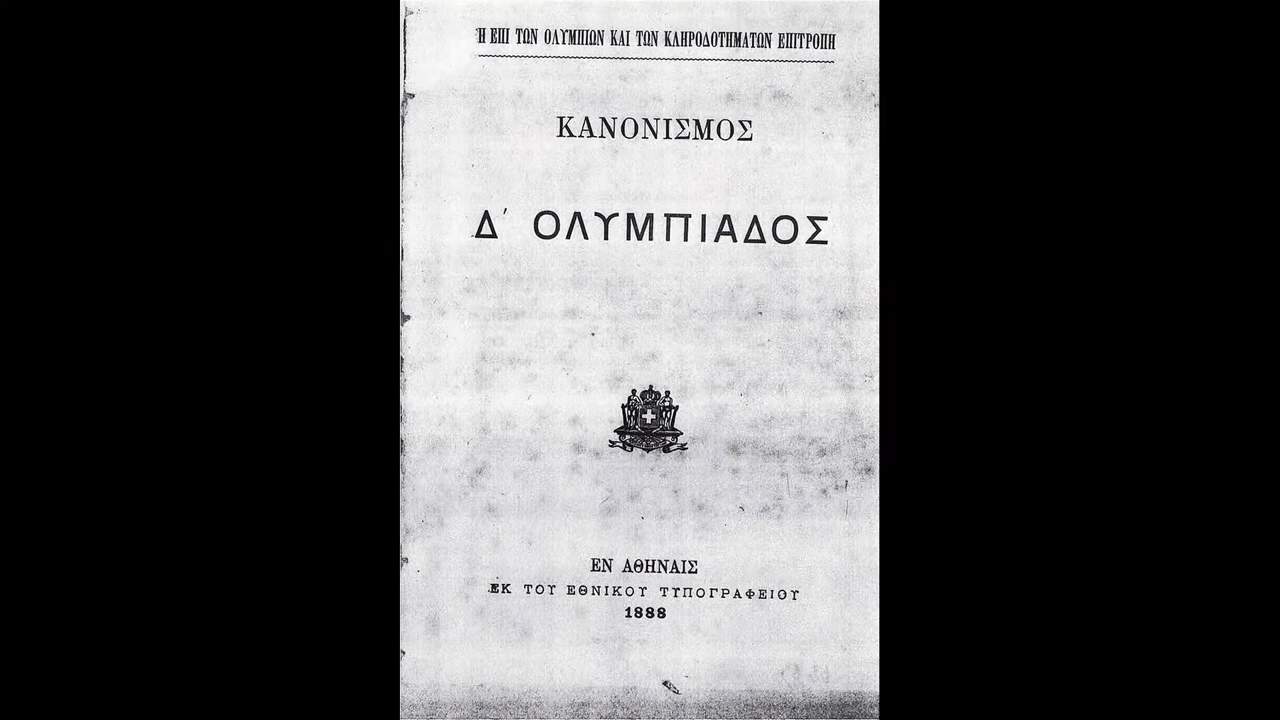 Η ΕΠΙ ΤΩΝ ΟΛΥΜΠΙΩΝ ΚΑΙ ΤΩΝ ΚΛΗΡΟΔΟΤΗΜΑΤΩΝ ΕΠΙΤΡΟΠΗ
ΚΑΝΟΝΙΣΜΟΣ
Δ΄ ΟΛΥΜΠΙΑΔΟΣ
ΕΝ ΑΘΗΝΑΙΣ
ΕΚ ΤΟΥ ΕΘΝΙΚΟΥ ΤΥΠΟΓΡΑΦΕΙΟΥ
1888